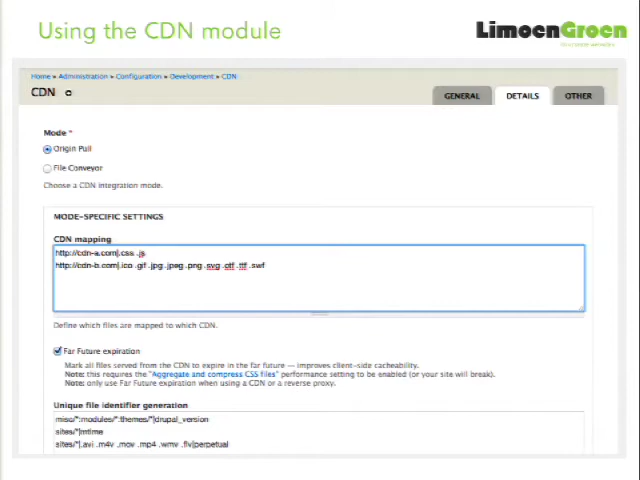 Using the CDN module
LimoenGroen
Home » Administration » Configuration » Development » CDN
CDN
GENERAL
DETAILS
OTHER
Mode *
Origin Pull
File Conveyor
Choose a CDN integration mode.
MODE-SPECIFIC SETTINGS
CDN mapping
http://cdn-a.com|.css .js
http://cdn-b.com|.ico .gif .jpg .jpeg .png .svg .otf .ttf .swf
Define which files are mapped to which CDN.
Far Future expiration
Mark all files served from the CDN to expire in the far future — improves client-side cacheability.
Note: this requires the "Aggregate and compress CSS files" performance setting to be enabled (or your site will break).
Note: only use Far Future expiration when using a CDN or a reverse proxy.
Unique file identifier generation
misc/*:modules/*:themes/*|drupal_version
sites/*|mtime
sites/*|.avi .m4v .mov .mp4 .wmv .flv|perpetual